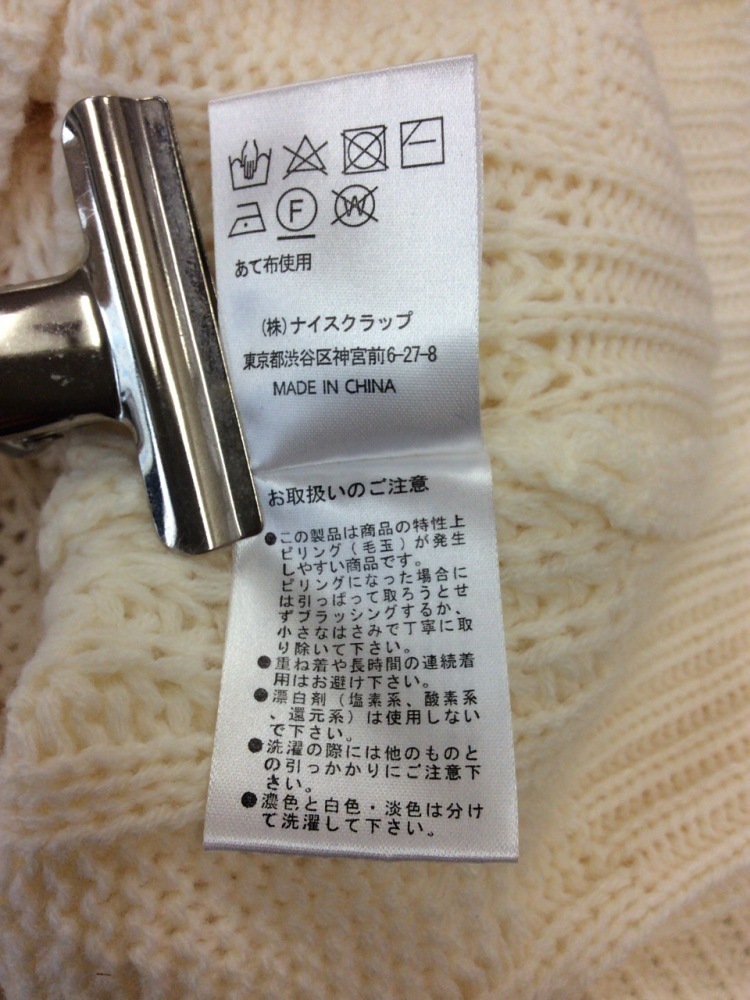 F
W
あて布使用
(株)ナイスクラップ
東京都渋谷区神宮前6-27-8
MADE IN CHINA
お取扱いのご注意
●この製品は商品の特性上
ピリング(毛玉)が発生
しやすい商品です。
ピリングになった場合に
は引っぱって取ろうとせ
ずブラッシングするか、
小さなはさみで丁寧に取
り除いて下さい。
●重ね着や長時間の連続着
用はお避け下さい。
●漂白剤(塩素系、酸素系
、還元系)は使用しない
で下さい。
●洗濯の際には他のものと
の引っかかりにご注意下
さい。
●濃色と白色・淡色は分け
て洗濯して下さい。